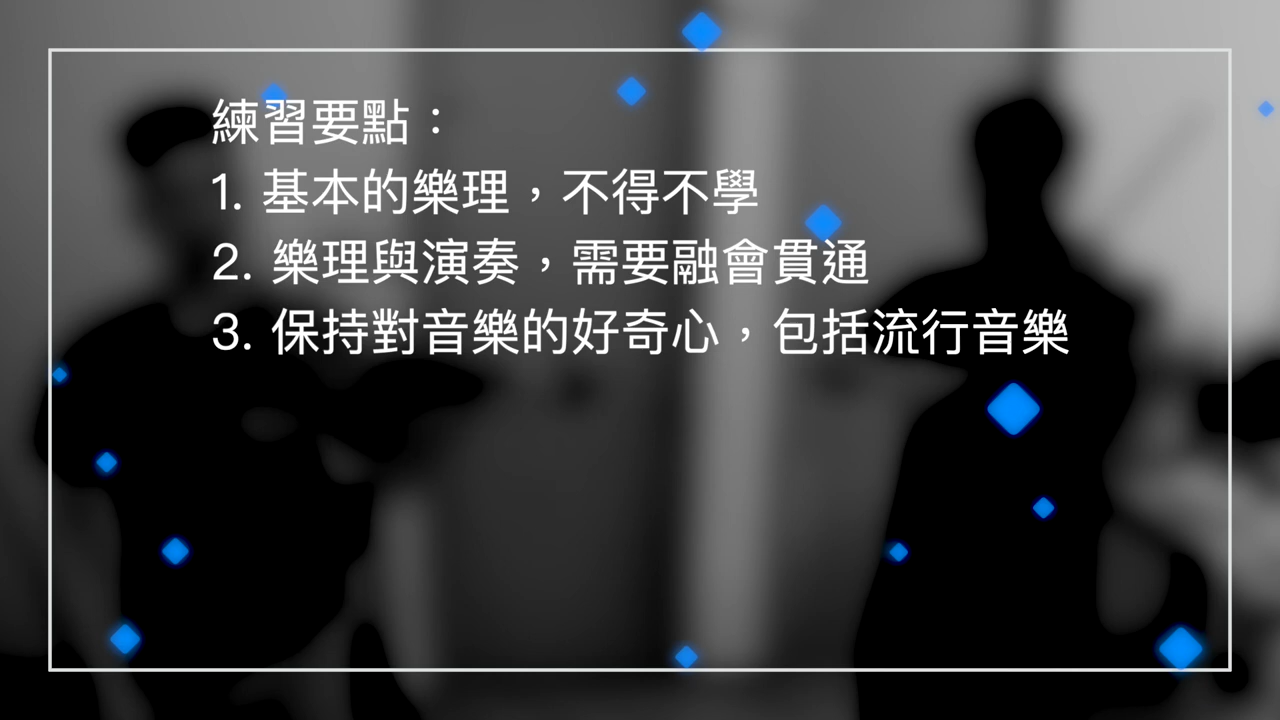 練習要點：
1. 基本的樂理，不得不學
2. 樂理與演奏，需要融會貫通
3. 保持對音樂的好奇心，包括流行音樂